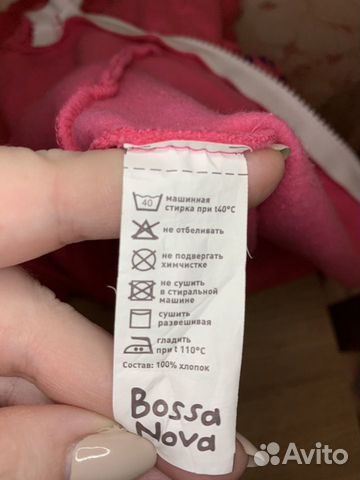 40
машинная
стирка при t40°C
не отбеливать
не подвергать
химчистке
не сушить
в стиральной
машине
сушить
развешивая
гладить
при t 110°C
Состав: 100% хлопок
Bossa
Nova
Avito